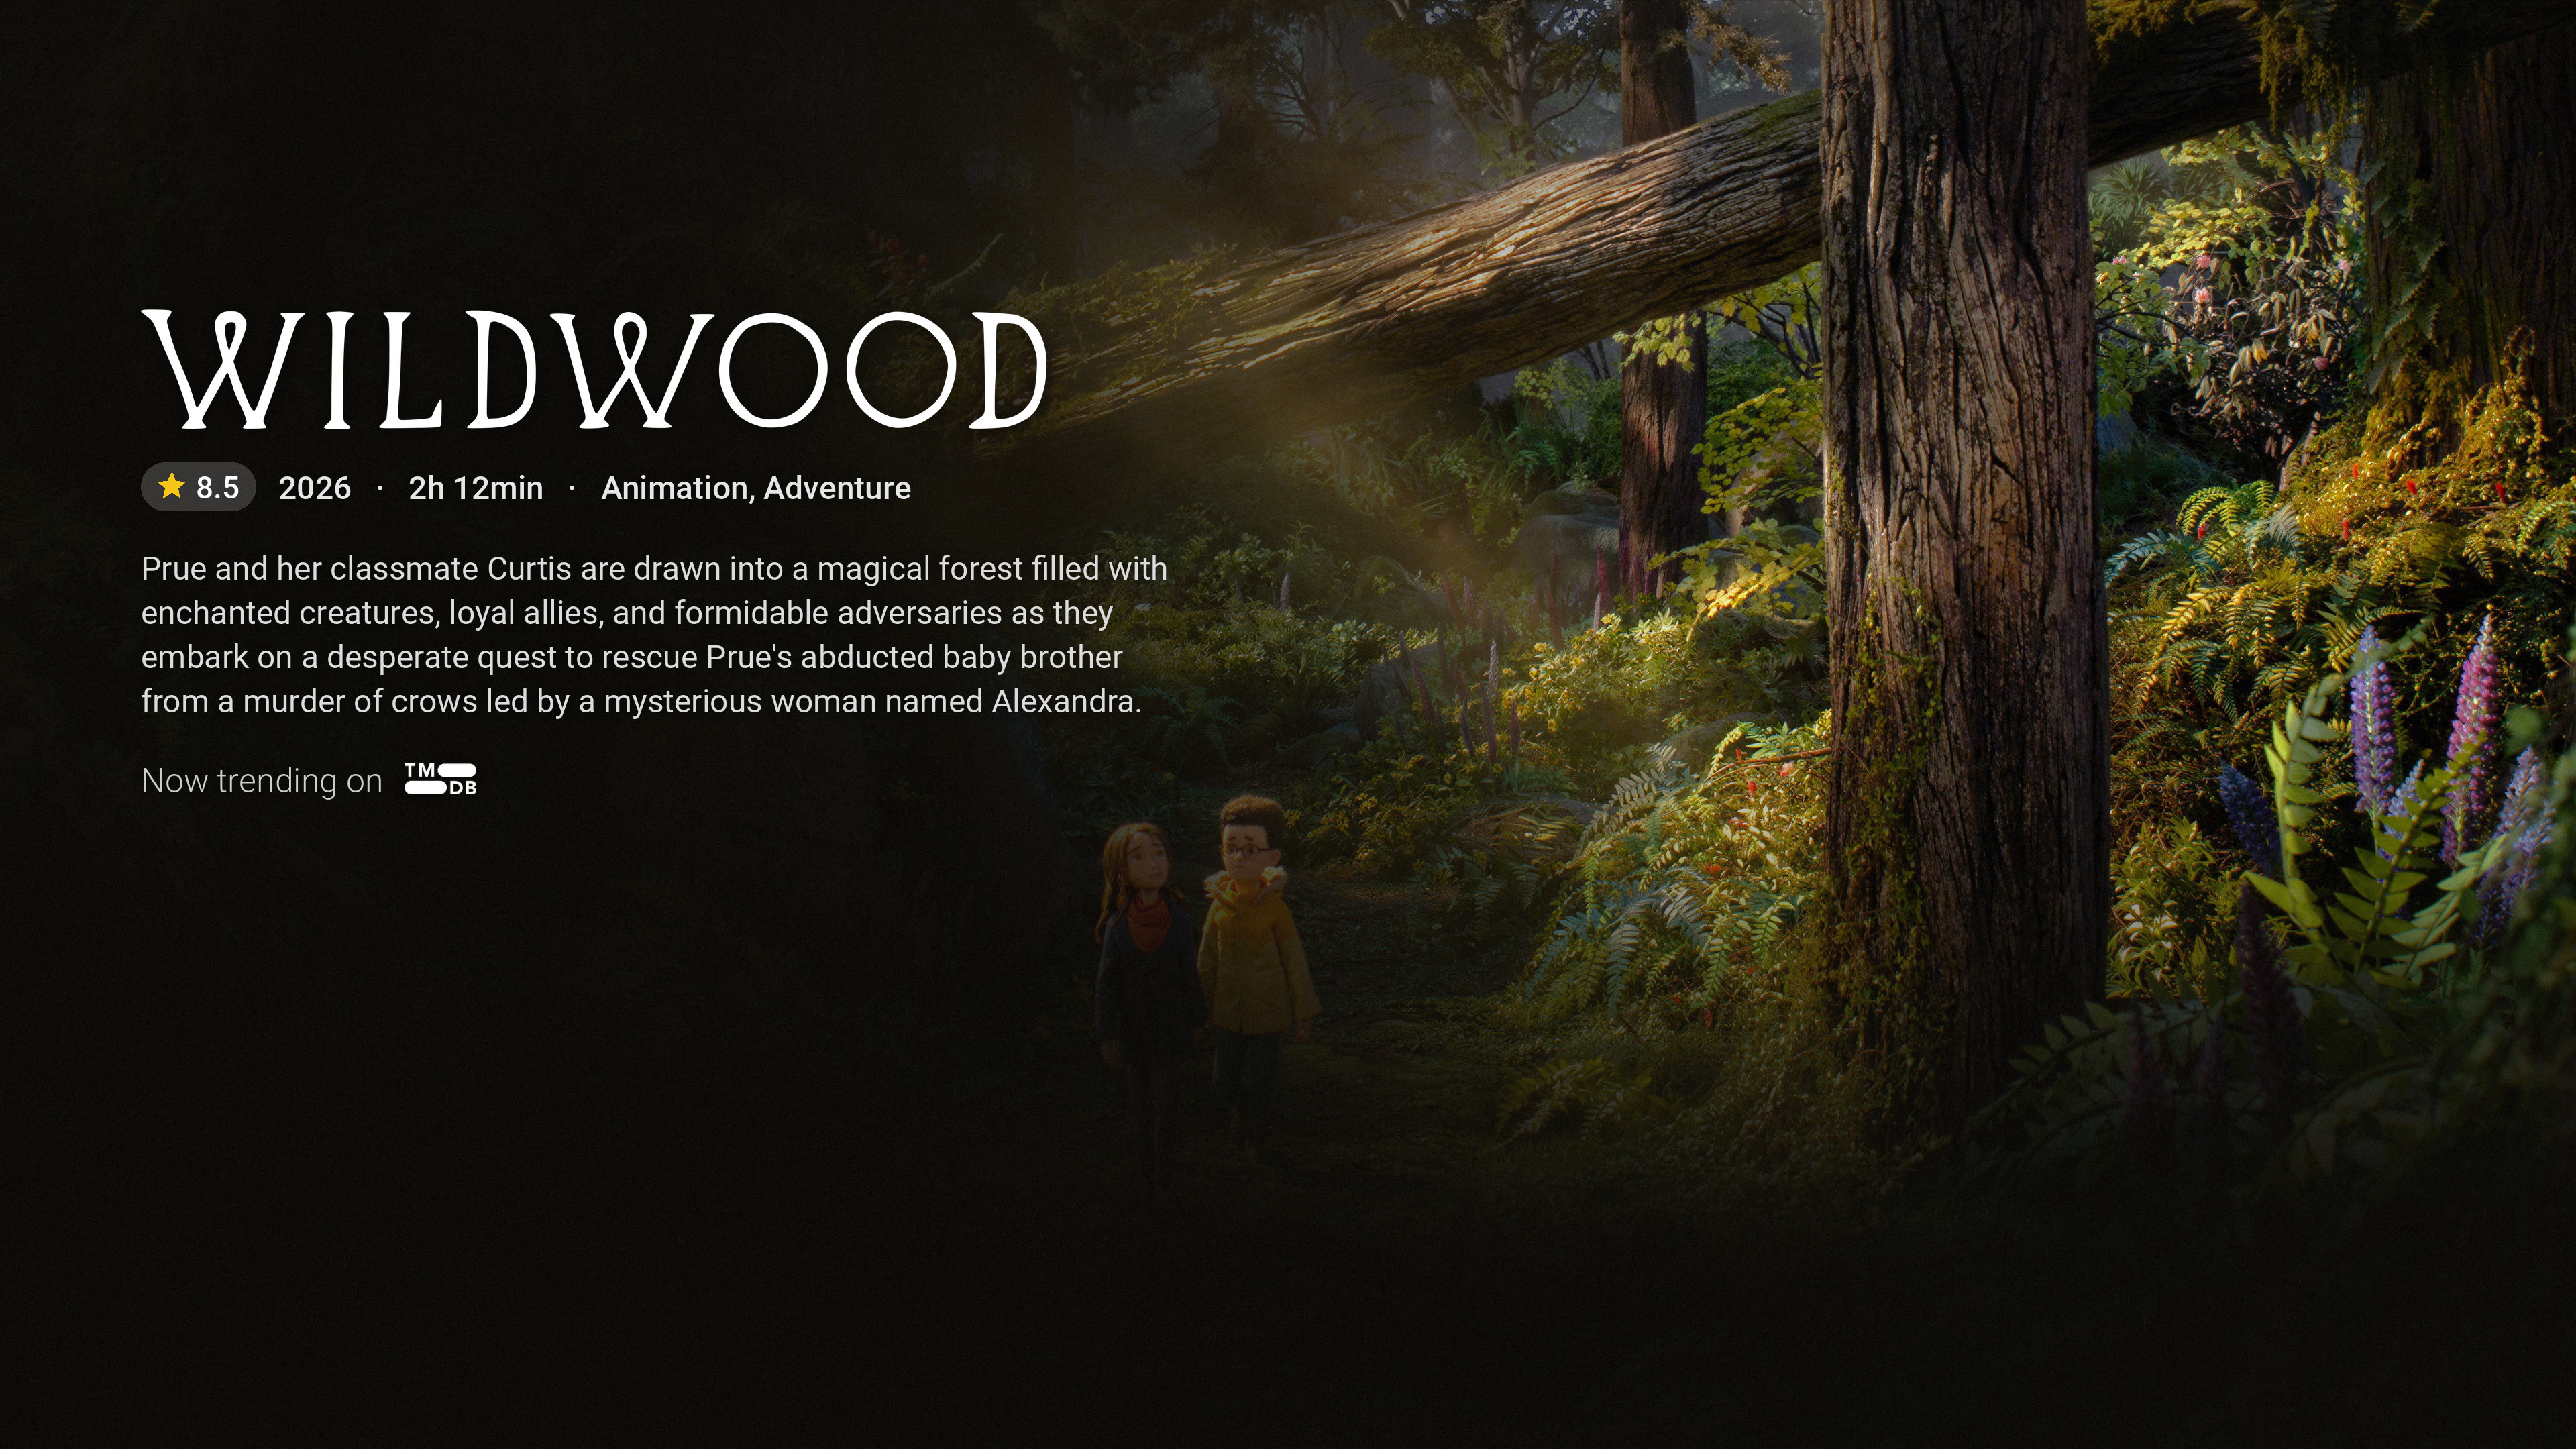 WILDWOOD
8.5 2026 · 2h 12min · Animation, Adventure
Prue and her classmate Curtis are drawn into a magical forest filled with
enchanted creatures, loyal allies, and formidable adversaries as they
embark on a desperate quest to rescue Prue's abducted baby brother
from a murder of crows led by a mysterious woman named Alexandra.
Now trending on TMDB